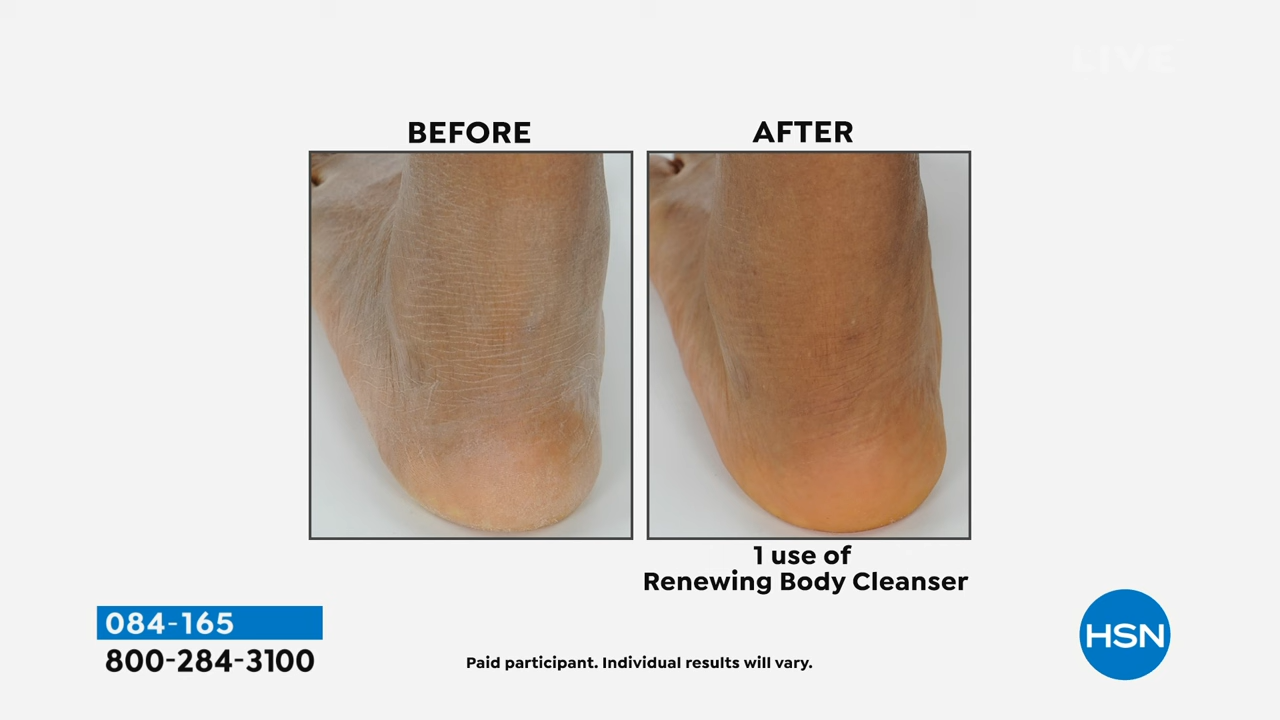 LIVE
BEFORE
AFTER
1 use of
Renewing Body Cleanser
084-165
800-284-3100
Paid participant. Individual results will vary.
HSN